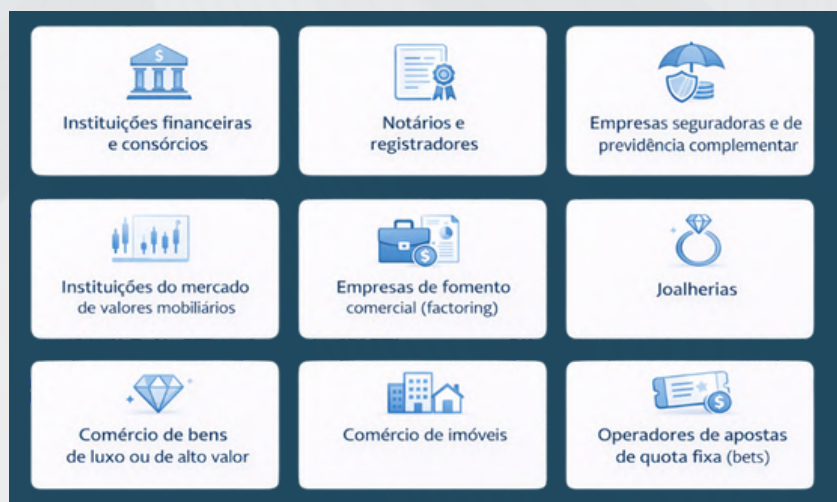 Instituições financeiras
e consórcios
Notários e
registradores
Empresas seguradoras e de
previdência complementar
Instituições do mercado
de valores mobiliários
Empresas de fomento
comercial (factoring)
Joalherias
Comércio de bens
de luxo ou de alto valor
Comércio de imóveis
Operadores de apostas
de quota fixa (bets)